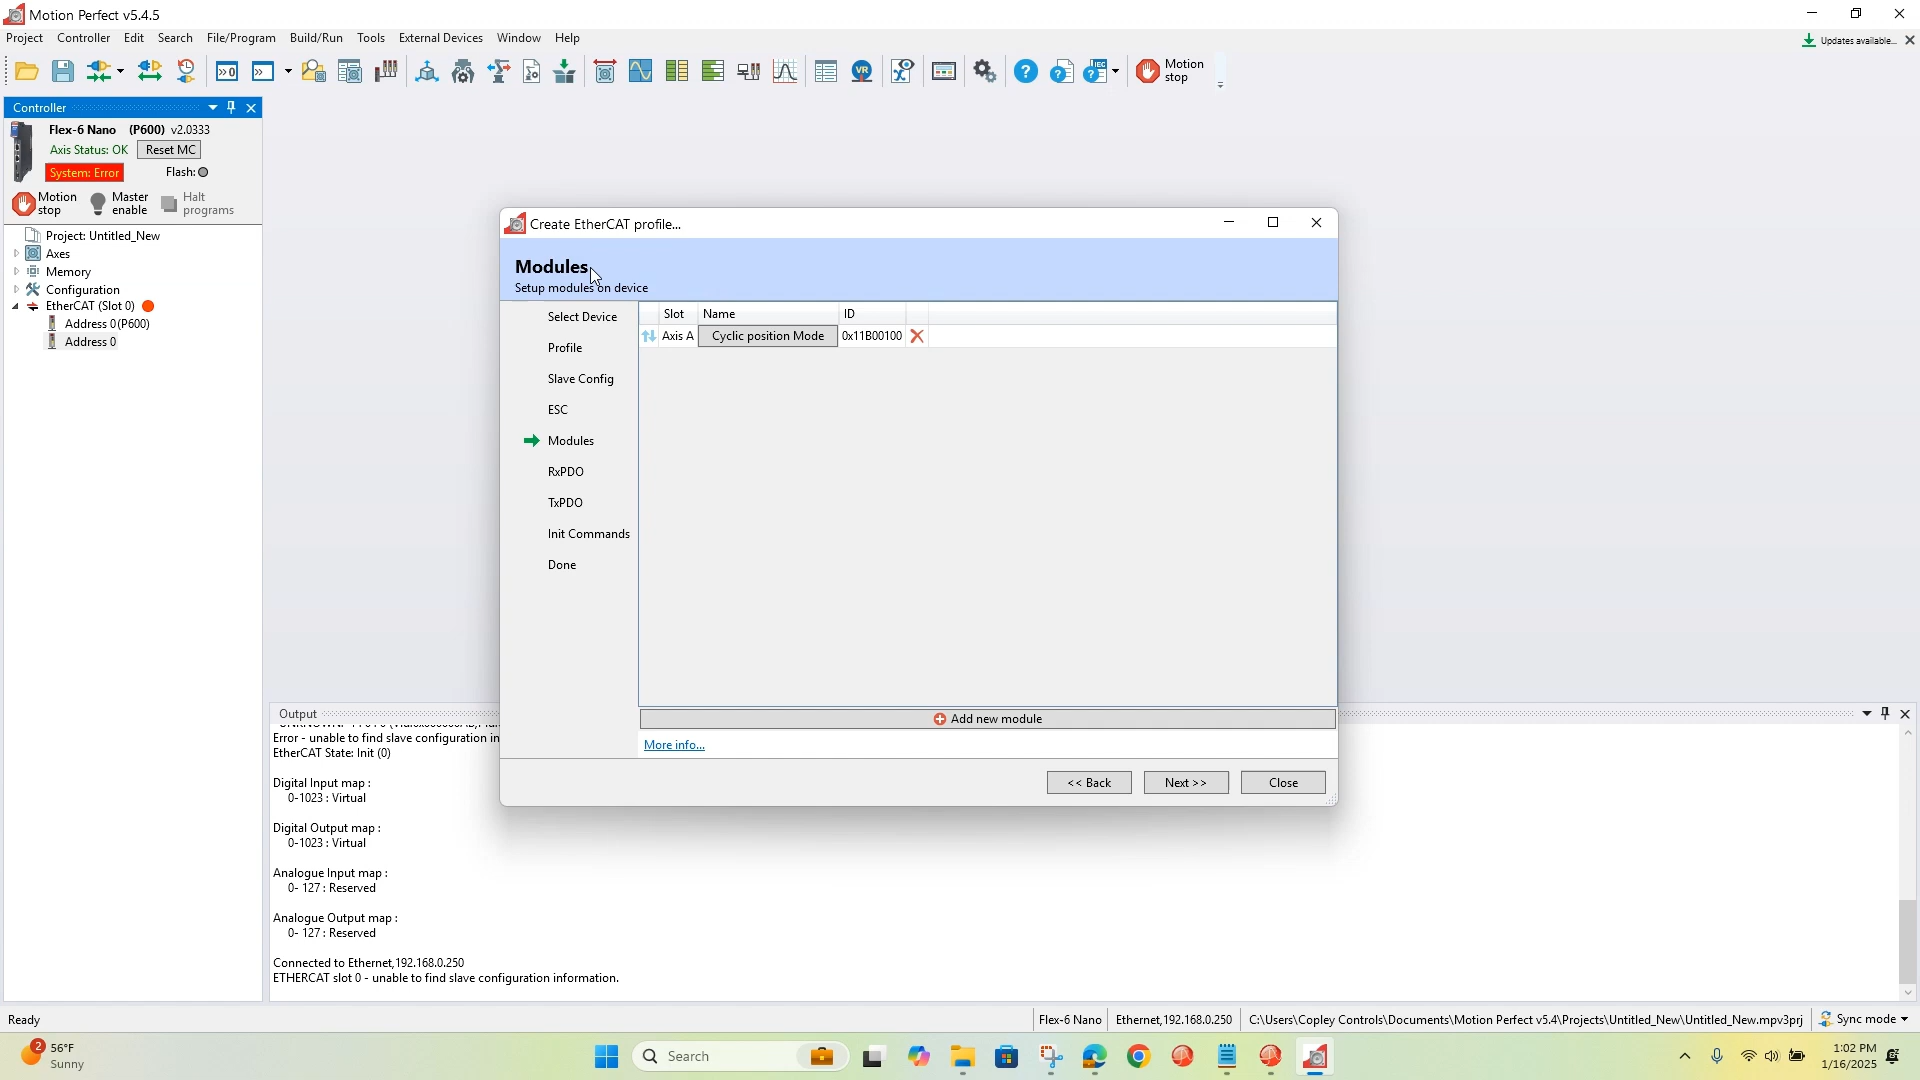 Motion Perfect v5.4.5
Project Controller Edit Search File/Program Build/Run Tools External Devices Window Help
Updates available...
Motion stop
Controller
Flex-6 Nano (P600) v2.0333
Axis Status: OK Reset MC
System: Error Flash:
Motion stop Master enable Halt programs
Project: Untitled_New
Axes
Memory
Configuration
EtherCAT (Slot 0)
Address 0(P600)
Address 0
Create EtherCAT profile...
Modules
Setup modules on device
Select Device
Profile
Slave Config
ESC
Modules
RxPDO
TxPDO
Init Commands
Done
Slot Name ID
Axis A Cyclic position Mode 0x11B00100
Add new module
More info...
<< Back Next >> Close
Output
Error - unable to find slave configuration in
EtherCAT State: Init (0)
Digital Input map :
0-1023 : Virtual
Digital Output map :
0-1023 : Virtual
Analogue Input map :
0- 127 : Reserved
Analogue Output map :
0- 127 : Reserved
Connected to Ethernet,192.168.0.250
ETHERCAT slot 0 - unable to find slave configuration information.
Ready Flex-6 Nano Ethernet,192.168.0.250 C:\Users\Copley Controls\Documents\Motion Perfect v5.4\Projects\Untitled_New\Untitled_New.mpv3prj Sync mode
2 56°F
Sunny
Search
1:02 PM
1/16/2025